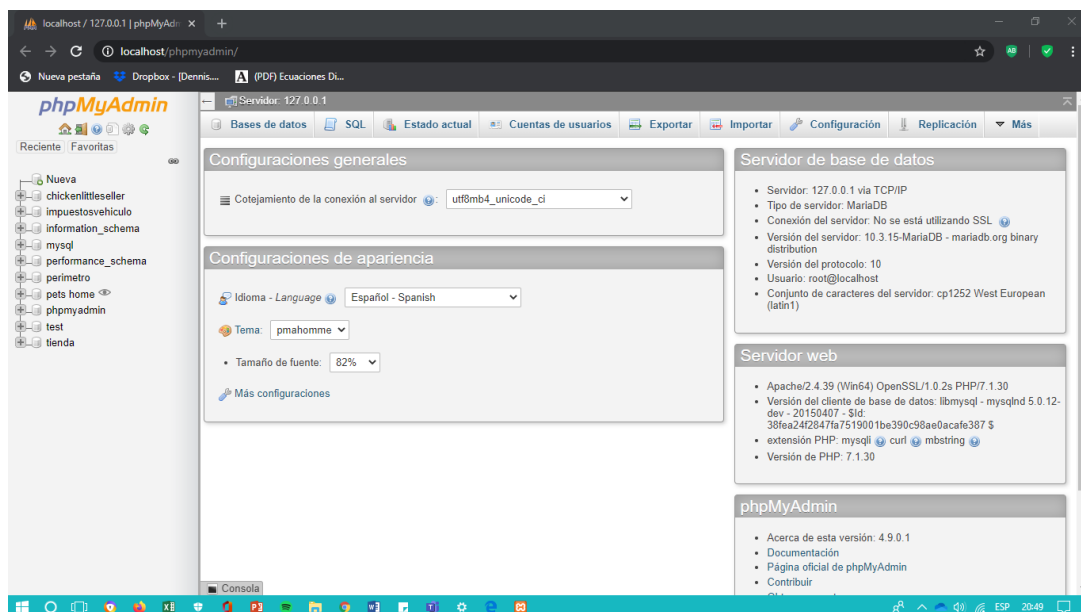 localhost / 127.0.0.1 | phpMyAdm
localhost/phpmyadmin/
AB
Nueva pestaña
Dropbox - [Dennis....
(PDF) Ecuaciones Di...
phpMyAdmin
Reciente Favoritas
Nueva
chickenlittleseller
impuestosvehiculo
information_schema
mysql
performance_schema
perimetro
pets home
phpmyadmin
test
tienda
Servidor: 127.0.0.1
Bases de datos SQL Estado actual Cuentas de usuarios Exportar Importar Configuración Replicación Más
Configuraciones generales
Cotejamiento de la conexión al servidor : utf8mb4_unicode_ci
Configuraciones de apariencia
Idioma - Language Español - Spanish
Tema: pmahomme
Tamaño de fuente: 82%
Más configuraciones
Servidor de base de datos
Servidor: 127.0.0.1 via TCP/IP
Tipo de servidor: MariaDB
Conexión del servidor: No se está utilizando SSL
Versión del servidor: 10.3.15-MariaDB - mariadb.org binary
distribution
Versión del protocolo: 10
Usuario: root@localhost
Conjunto de caracteres del servidor: cp1252 West European
(latin1)
Servidor web
Apache/2.4.39 (Win64) OpenSSL/1.0.2s PHP/7.1.30
Versión del cliente de base de datos: libmysql - mysqlnd 5.0.12-
dev - 20150407 - $Id:
38fea24f2847fa7519001be390c98ae0acafe387 $
extensión PHP: mysqli curl mbstring
Versión de PHP: 7.1.30
phpMyAdmin
Acerca de esta versión: 4.9.0.1
Documentación
Página oficial de phpMyAdmin
Contribuir
Consola
ESP 20:49